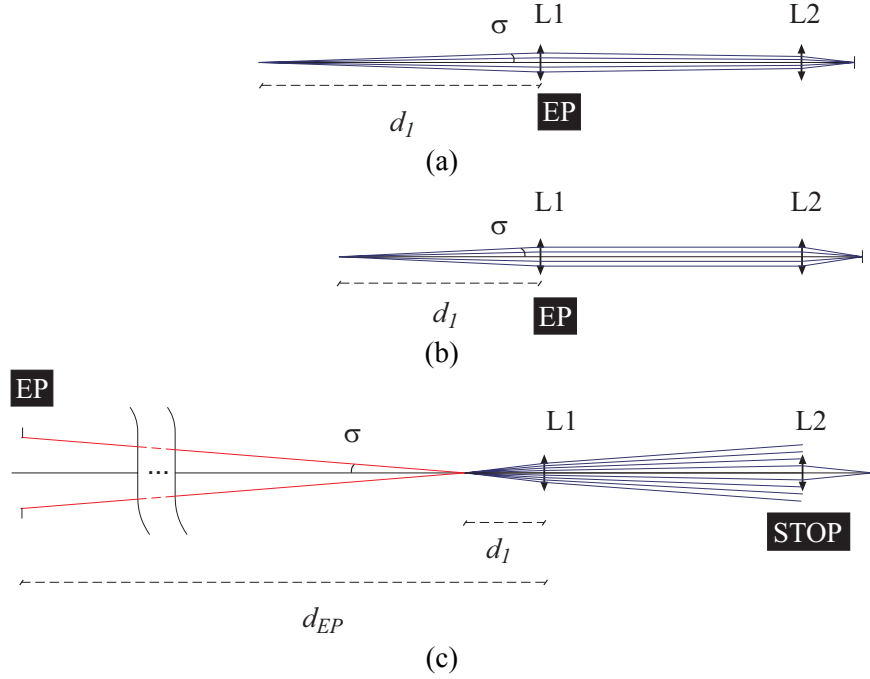 L1 L2
σ
d1
EP
(a)
L1 L2
σ
d1
EP
(b)
EP
L1 L2
σ
...
d1
STOP
dEP
(c)